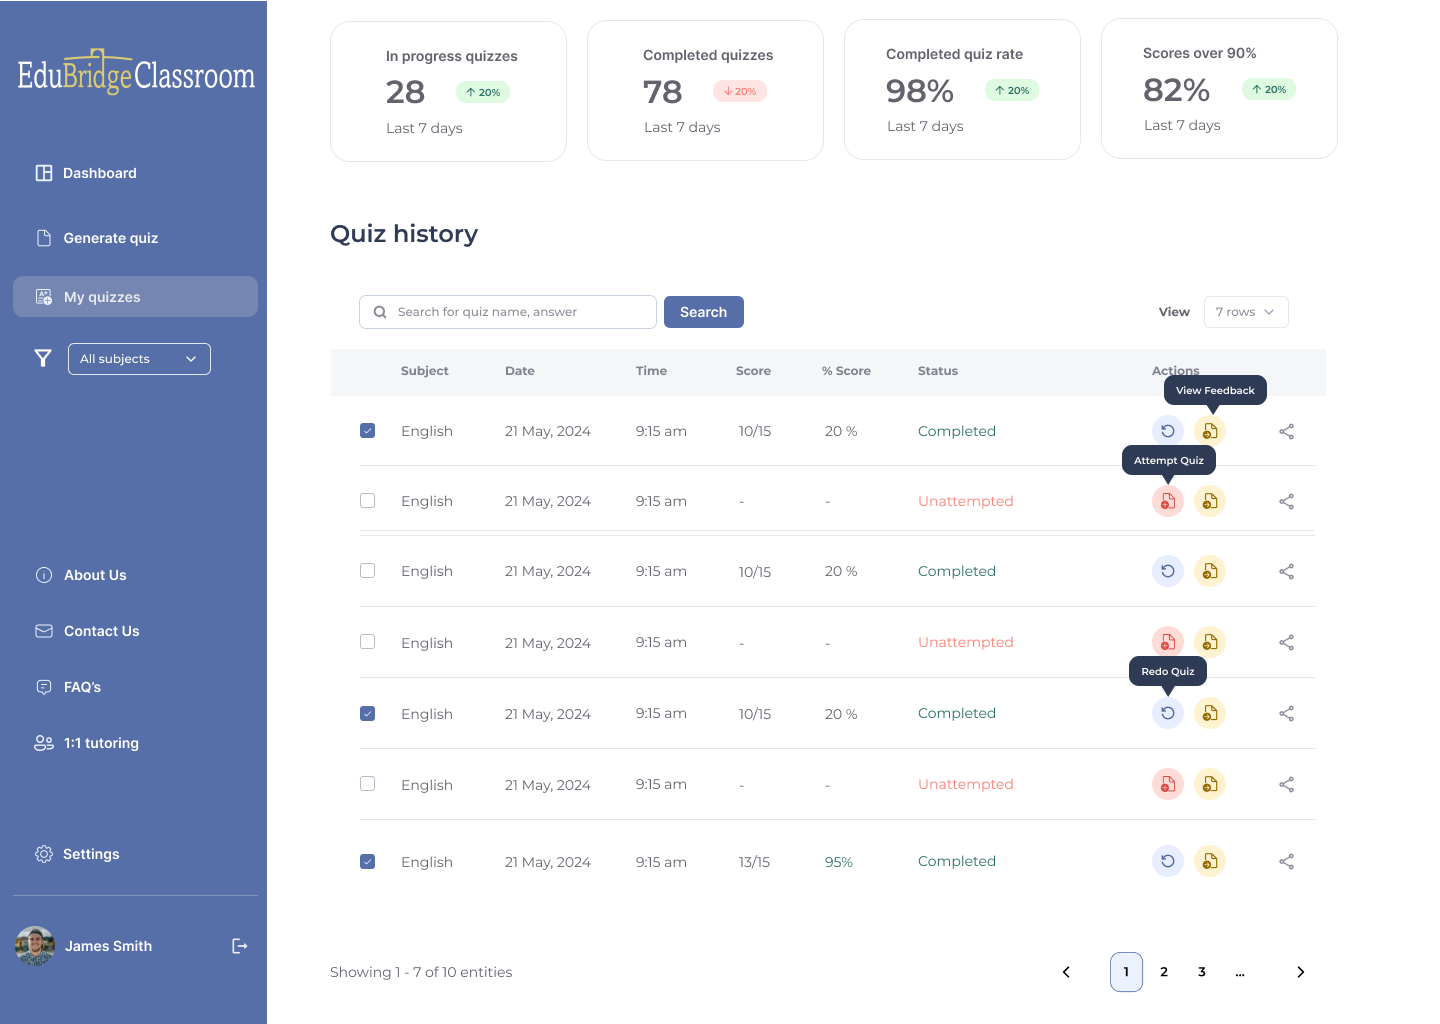 EduBridgeClassroom
Dashboard
Generate quiz
My quizzes
All subjects
About Us
Contact Us
FAQ's
1:1 tutoring
Settings
James Smith
In progress quizzes
28 ↑ 20%
Last 7 days
Completed quizzes
78 ↓ 20%
Last 7 days
Completed quiz rate
98% ↑ 20%
Last 7 days
Scores over 90%
82% ↑ 20%
Last 7 days
Quiz history
Search for quiz name, answer Search View 7 rows
Subject Date Time Score % Score Status Actions
View Feedback
English 21 May, 2024 9:15 am 10/15 20 % Completed
Attempt Quiz
English 21 May, 2024 9:15 am - - Unattempted
English 21 May, 2024 9:15 am 10/15 20 % Completed
English 21 May, 2024 9:15 am - - Unattempted
Redo Quiz
English 21 May, 2024 9:15 am 10/15 20 % Completed
English 21 May, 2024 9:15 am - - Unattempted
English 21 May, 2024 9:15 am 13/15 95% Completed
Showing 1 - 7 of 10 entities 1 2 3 ...